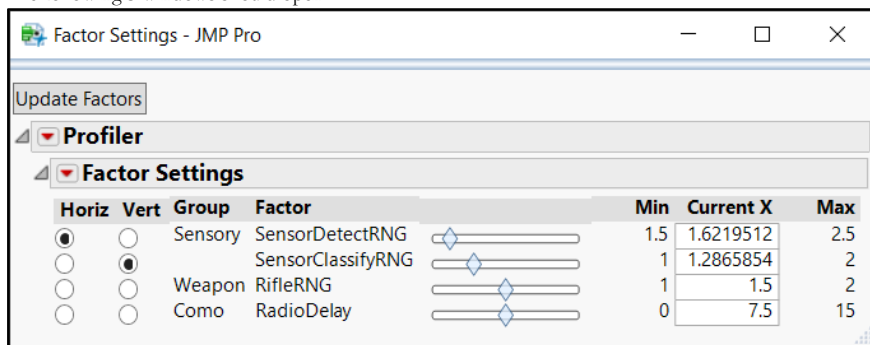 Factor Settings - JMP Pro
Update Factors
Profiler
Factor Settings
Horiz Vert Group Factor Min Current X Max
Sensory SensorDetectRNG 1.5 1.6219512 2.5
SensorClassifyRNG 1 1.2865854 2
Weapon RifleRNG 1 1.5 2
Como RadioDelay 0 7.5 15